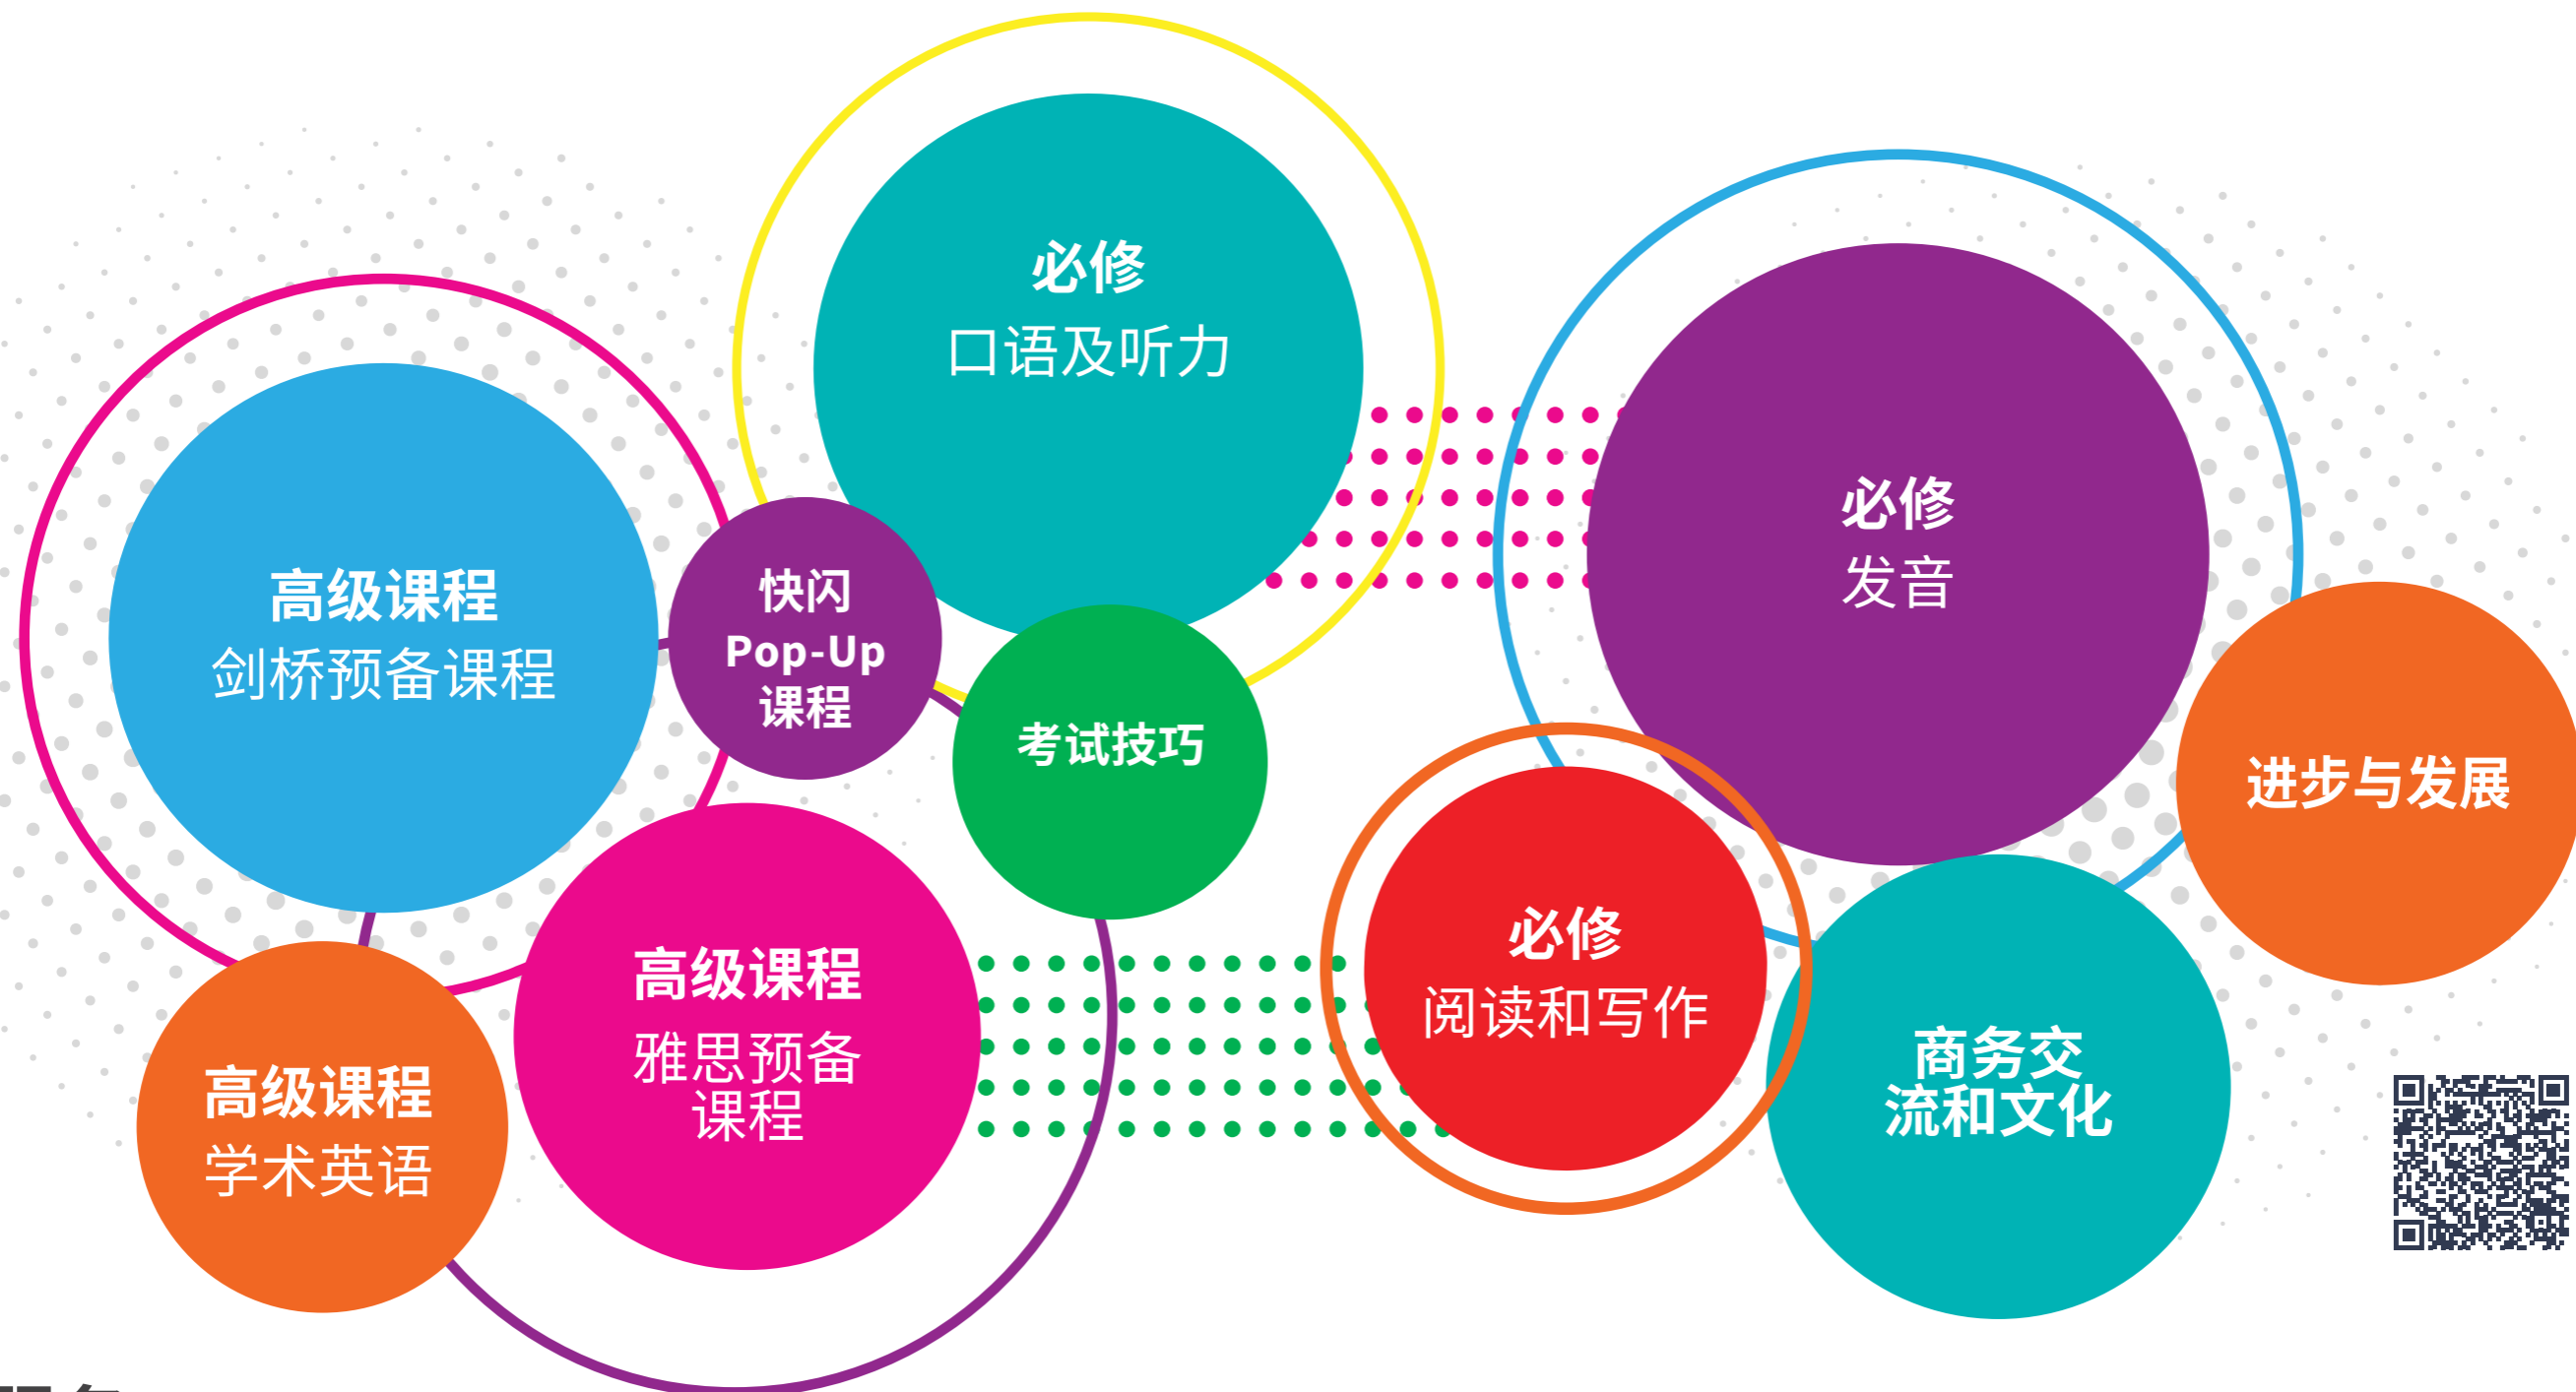 必修
口语及听力
必修
发音
高级课程
剑桥预备课程
快闪
Pop-Up
课程
考试技巧
进步与发展
必修
阅读和写作
高级课程
雅思预备
课程
商务交
流和文化
高级课程
学术英语